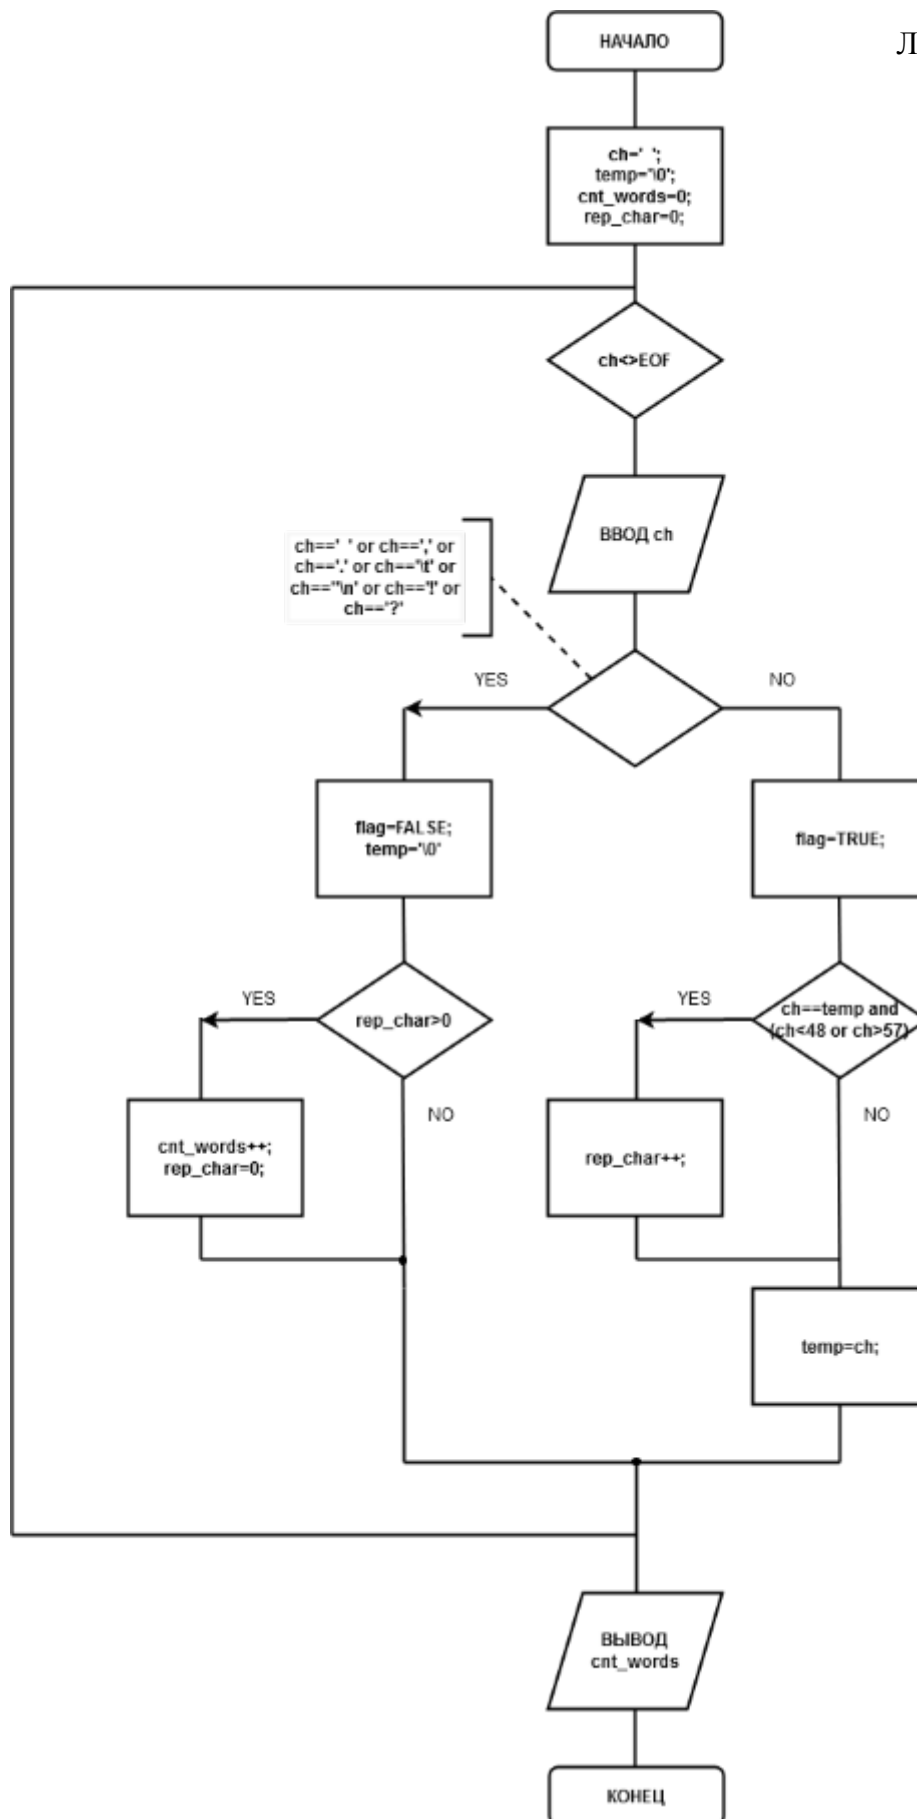 НАЧАЛО
Л
ch=' ';
temp='\0';
cnt_words=0;
rep_char=0;
ch<>EOF
ВВОД ch
ch==' ' or ch==',' or
ch=='.' or ch=='\t' or
ch=='\n' or ch=='!' or
ch=='?'
YES
NO
flag=FALSE;
temp='\0'
flag=TRUE;
YES
rep_char>0
NO
YES
ch==temp and
(ch<48 or ch>57)
NO
cnt_words++;
rep_char=0;
rep_char++;
temp=ch;
ВЫВОД
cnt_words
КОНЕЦ